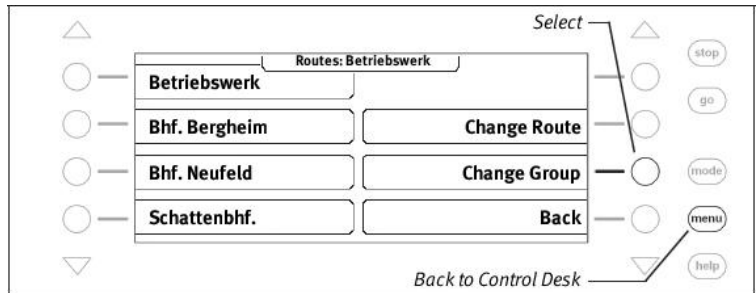 Select
Routes: Betriebswerk
stop
Betriebswerk
go
Bhf. Bergheim
Change Route
Bhf. Neufeld
Change Group
mode
Schattenbhf.
Back
menu
Back to Control Desk
help